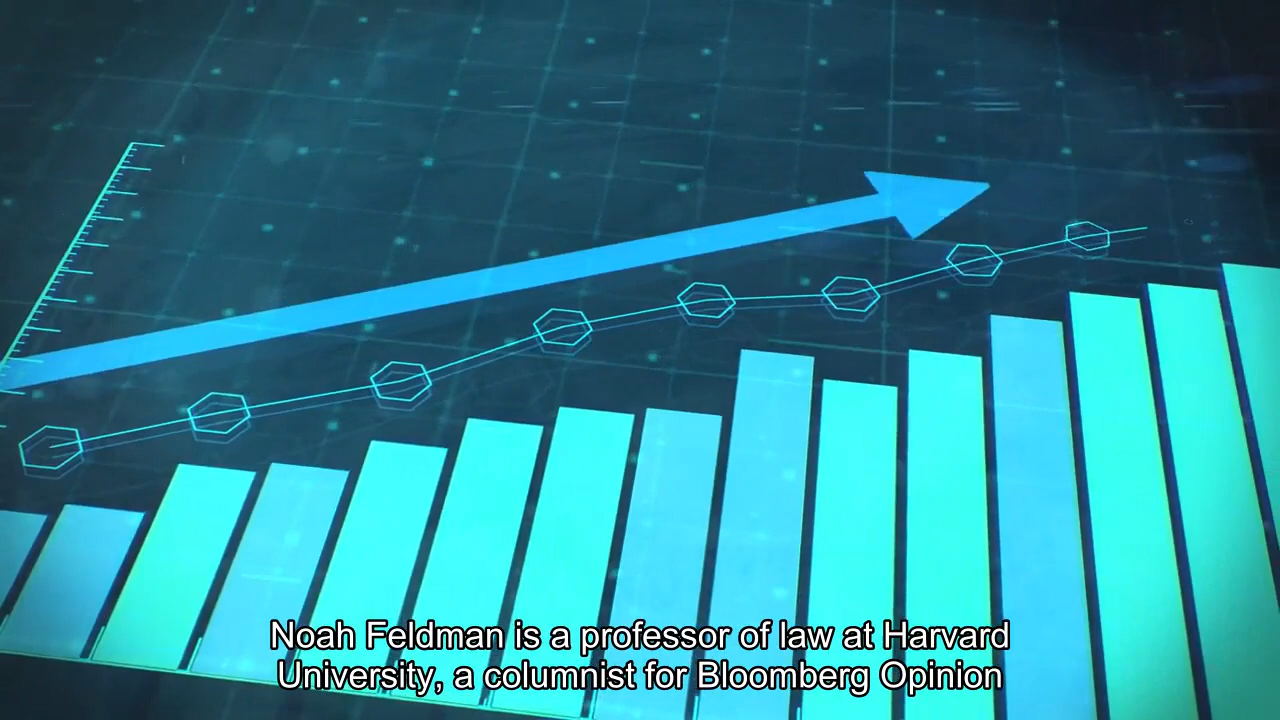 Noah Feldman is a professor of law at Harvard
University, a columnist for Bloomberg Opinion